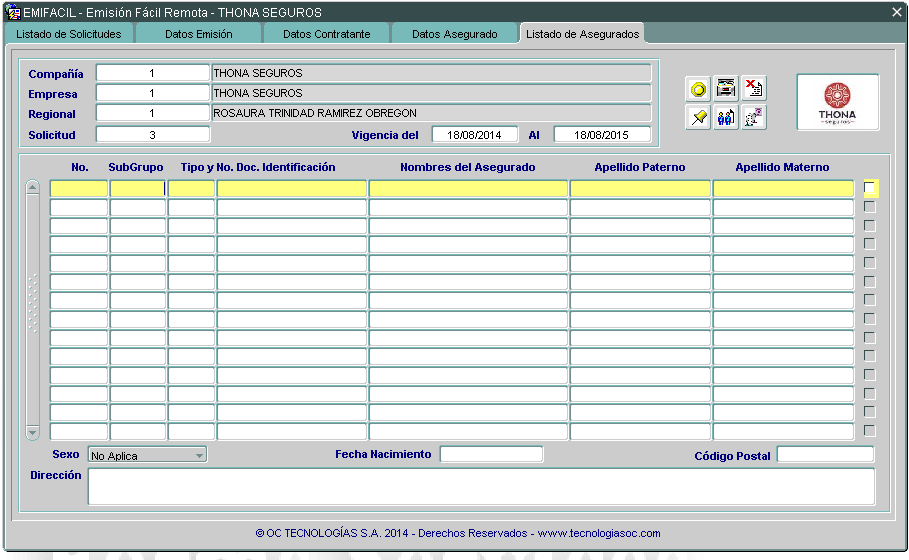 EMIFACIL - Emisión Fácil Remota - THONA SEGUROS
Listado de Solicitudes Datos Emisión Datos Contratante Datos Asegurado Listado de Asegurados
Compañía 1 THONA SEGUROS
Empresa 1 THONA SEGUROS
Regional 1 ROSAURA TRINIDAD RAMIREZ OBREGON
Solicitud 3 Vigencia del 18/08/2014 Al 18/08/2015
THONA
seguros
No. SubGrupo Tipo y No. Doc. Identificación Nombres del Asegurado Apellido Paterno Apellido Materno
Sexo No Aplica Fecha Nacimiento Código Postal
Dirección
© OC TECNOLOGÍAS S.A. 2014 - Derechos Reservados - www.tecnologiasoc.com